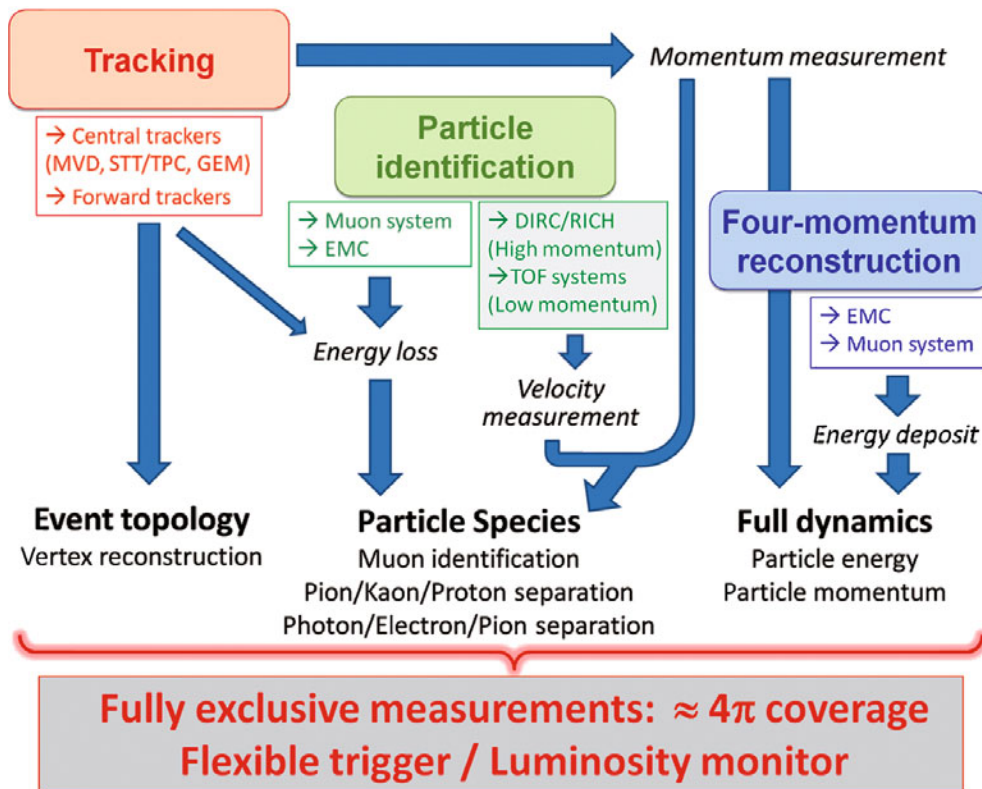 Tracking
Momentum measurement
→ Central trackers
(MVD, STT/TPC, GEM)
→ Forward trackers
Particle
identification
→ Muon system
→ EMC
→ DIRC/RICH
(High momentum)
→TOF systems
(Low momentum)
Four-momentum
reconstruction
→ EMC
→ Muon system
Energy loss
Velocity
measurement
Energy deposit
Event topology
Vertex reconstruction
Particle Species
Muon identification
Pion/Kaon/Proton separation
Photon/Electron/Pion separation
Full dynamics
Particle energy
Particle momentum
Fully exclusive measurements: ≈ 4π coverage
Flexible trigger / Luminosity monitor